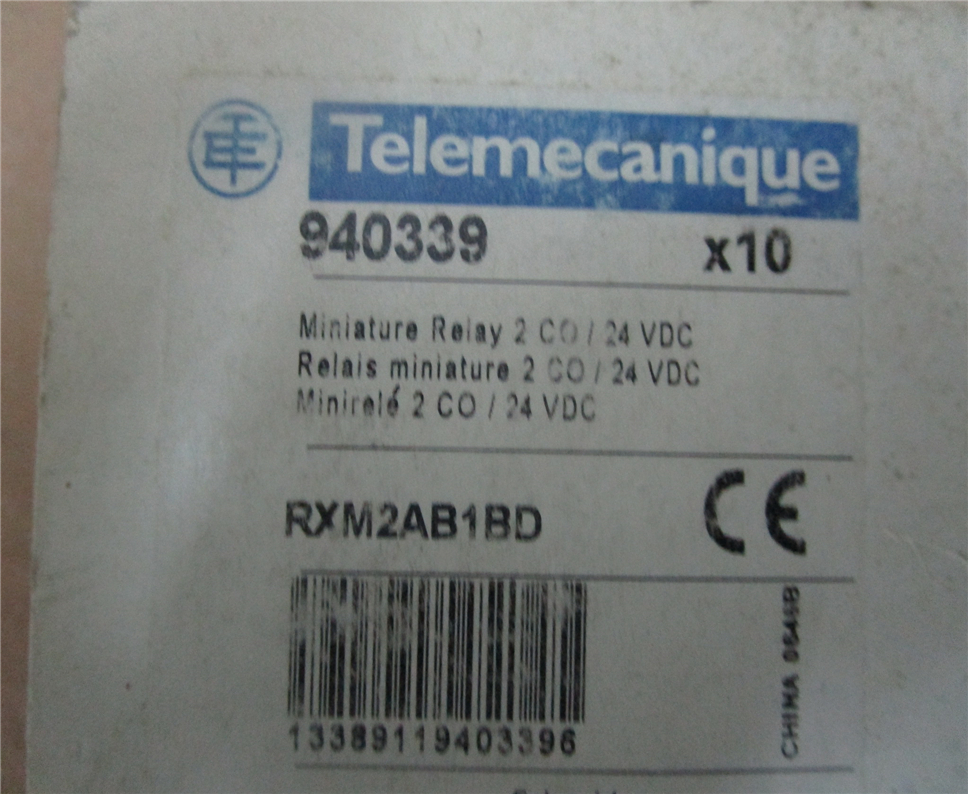 Telemecanique
940339 x10
Miniature Relay 2 CO / 24 VDC
Relais miniature 2 CO / 24 VDC
Minirelé 2 CO / 24 VDC
RXM2AB1BD
CE
13389119403396
CHINA